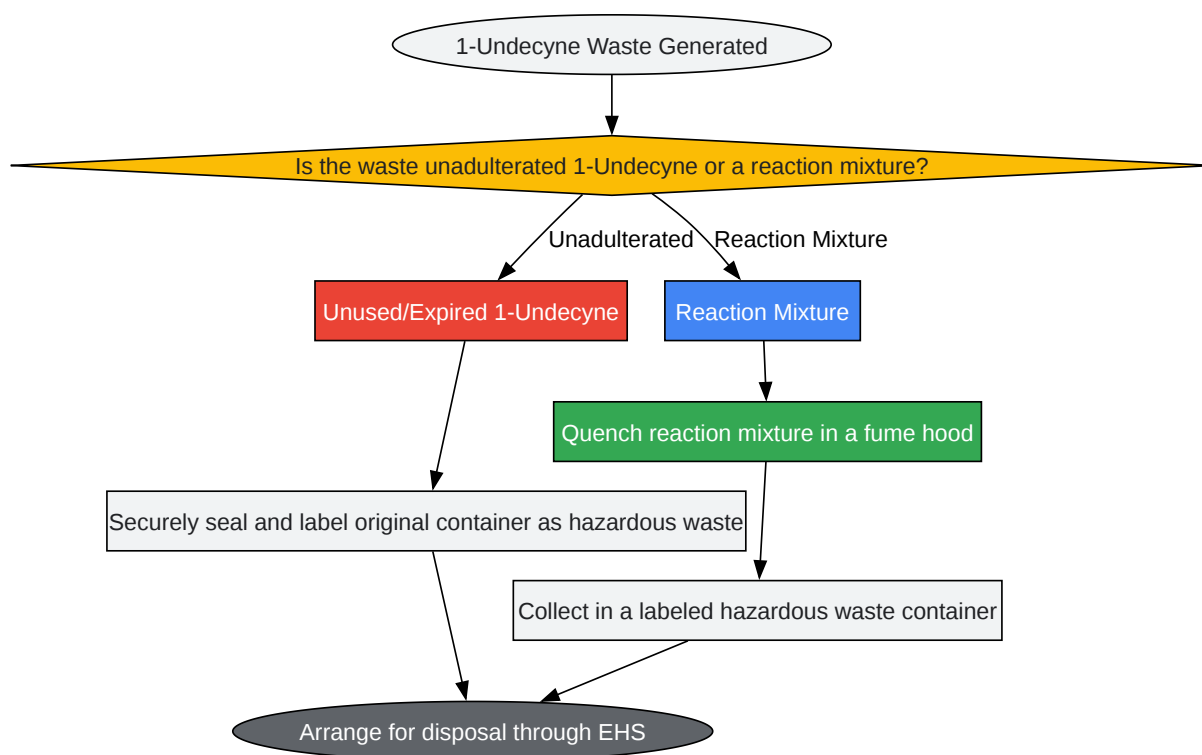 1-Undecyne Waste Generated
Is the waste unadulterated 1-Undecyne or a reaction mixture?
Unadulterated
Reaction Mixture
Unused/Expired 1-Undecyne
Reaction Mixture
Quench reaction mixture in a fume hood
Securely seal and label original container as hazardous waste
Collect in a labeled hazardous waste container
Arrange for disposal through EHS